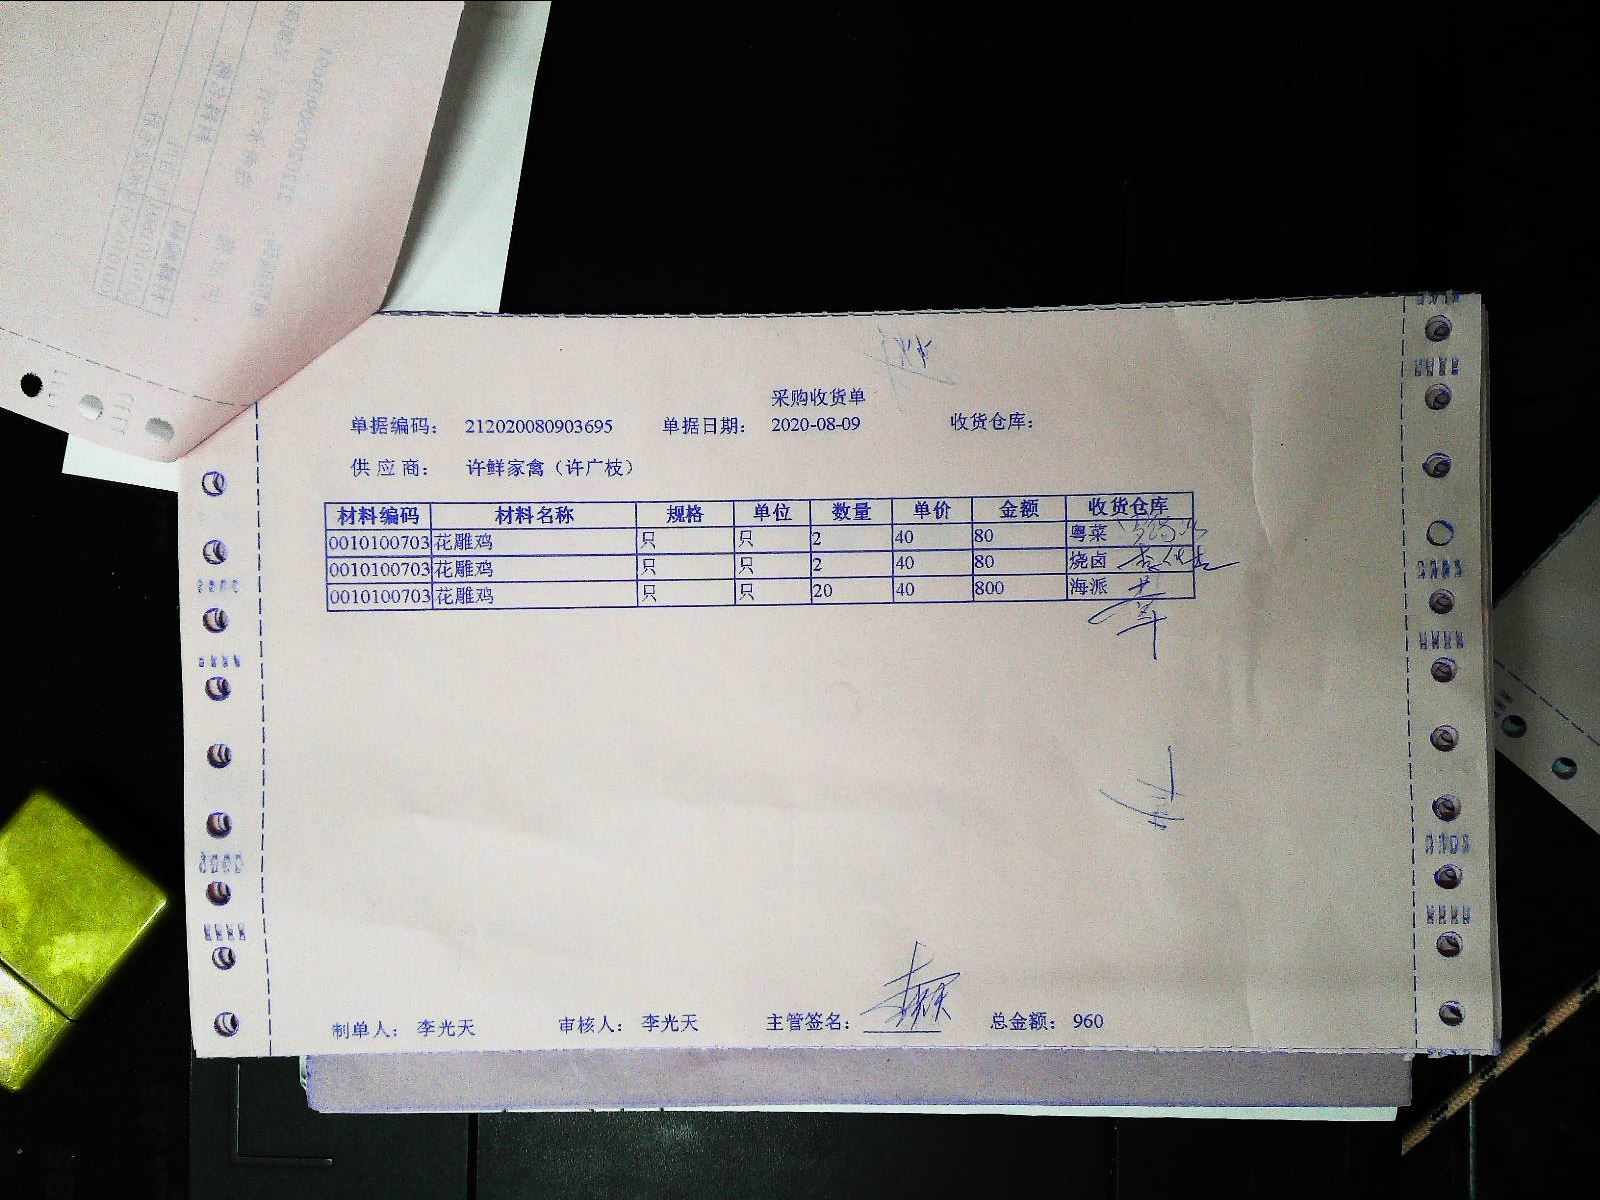 采购收货单
单据编码： 212020080903695 单据日期： 2020-08-09 收货仓库：
供应商： 许鲜家禽（许广枝）
材料编码 材料名称 规格 单位 数量 单价 金额 收货仓库
0010100703 花雕鸡 只 只 2 40 80 粤菜
0010100703 花雕鸡 只 只 2 40 80 烧卤
0010100703 花雕鸡 只 只 20 40 800 海派
制单人： 李光天 审核人： 李光天 主管签名： 总金额： 960